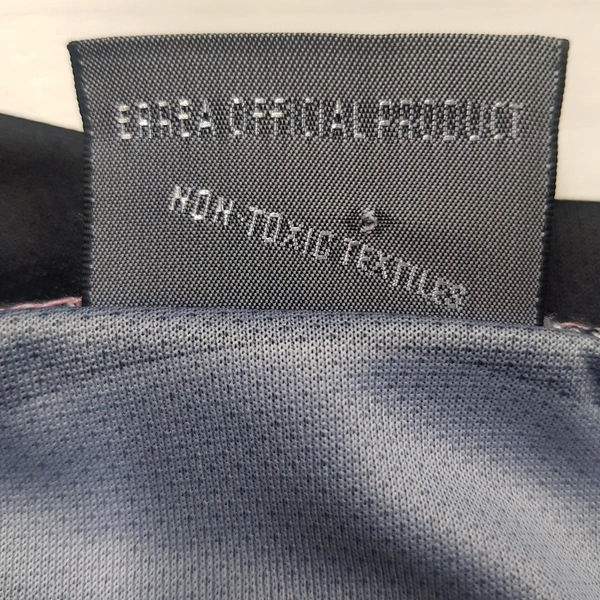 ERREA OFFICIAL PRODUCT
NON-TOXIC TEXTILES